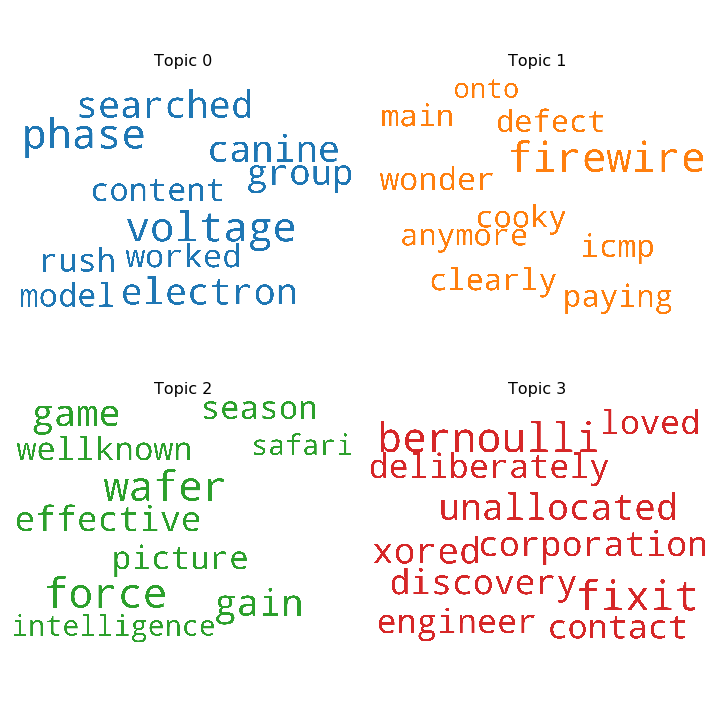 Topic 0
searched
phase
canine
group
content
voltage
rush worked
model electron
Topic 1
onto
main
defect
firewire
wonder
cooky
anymore
icmp
clearly
paying
Topic 2
game
season
wellknown
safari
wafer
effective
picture
force
gain
intelligence
Topic 3
loved
bernoulli
deliberately
unallocated
xored
corporation
discovery
fixit
engineer
contact